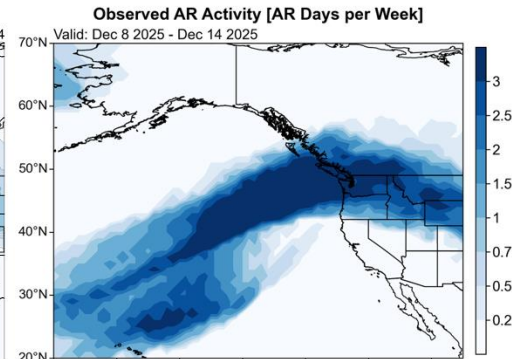 Observed AR Activity [AR Days per Week]
Valid: Dec 8 2025 - Dec 14 2025
70°N
60°N
50°N
40°N
30°N
20°N
3
2.5
2
1.5
1
0.7
0.5
0.2